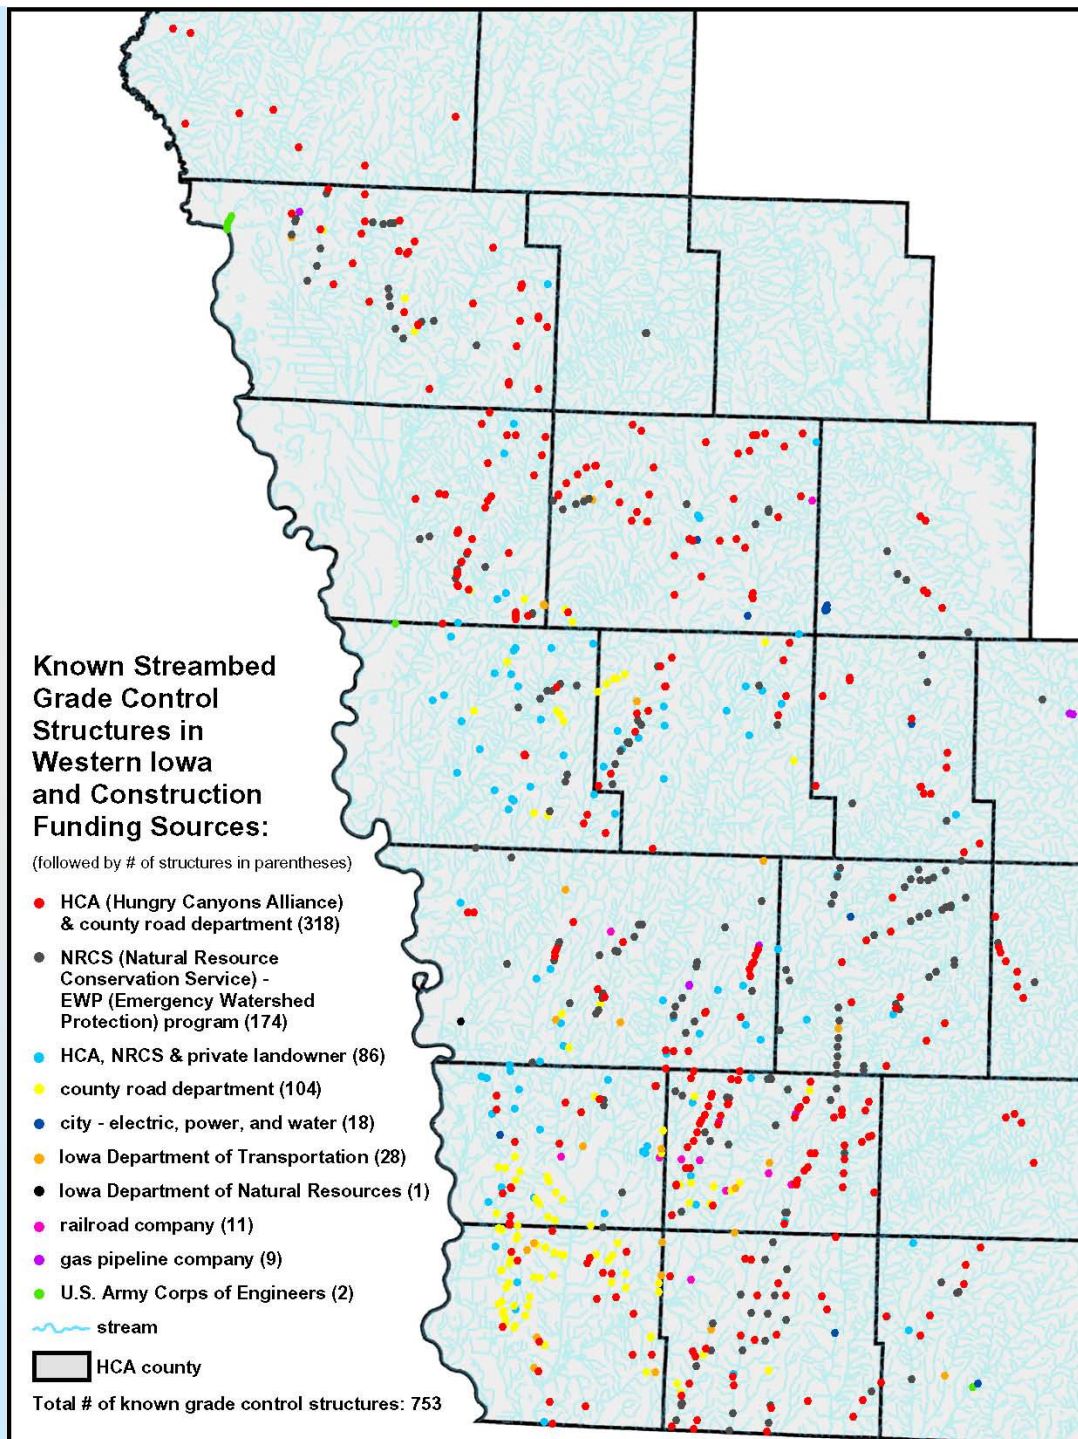 Known Streambed
Grade Control
Structures in
Western Iowa
and Construction
Funding Sources:
(followed by # of structures in parentheses)
HCA (Hungry Canyons Alliance)
& county road department (318)
NRCS (Natural Resource
Conservation Service) -
EWP (Emergency Watershed
Protection) program (174)
HCA, NRCS & private landowner (86)
county road department (104)
city - electric, power, and water (18)
Iowa Department of Transportation (28)
Iowa Department of Natural Resources (1)
railroad company (11)
gas pipeline company (9)
U.S. Army Corps of Engineers (2)
stream
HCA county
Total # of known grade control structures: 753